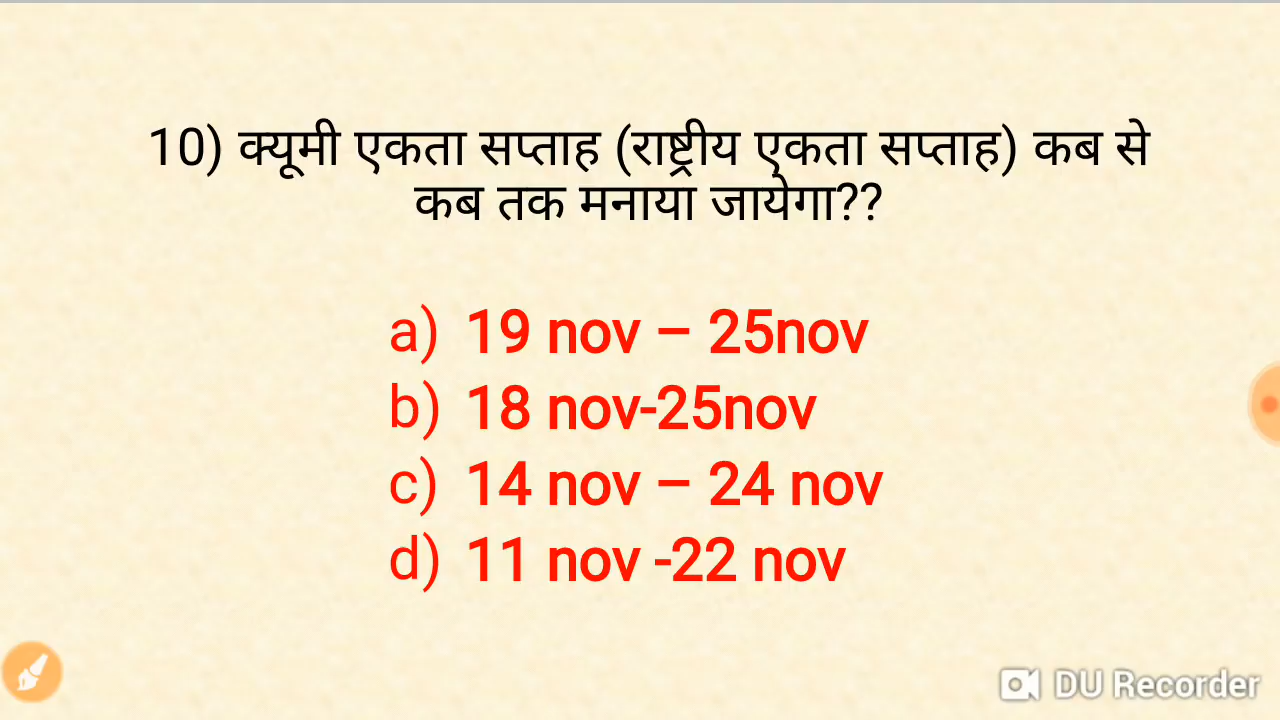 10) क्यूमी एकता सप्ताह (राष्ट्रीय एकता सप्ताह) कब से
कब तक मनाया जायेगा??
a) 19 nov – 25nov
b) 18 nov-25nov
c) 14 nov – 24 nov
d) 11 nov -22 nov
DU Recorder